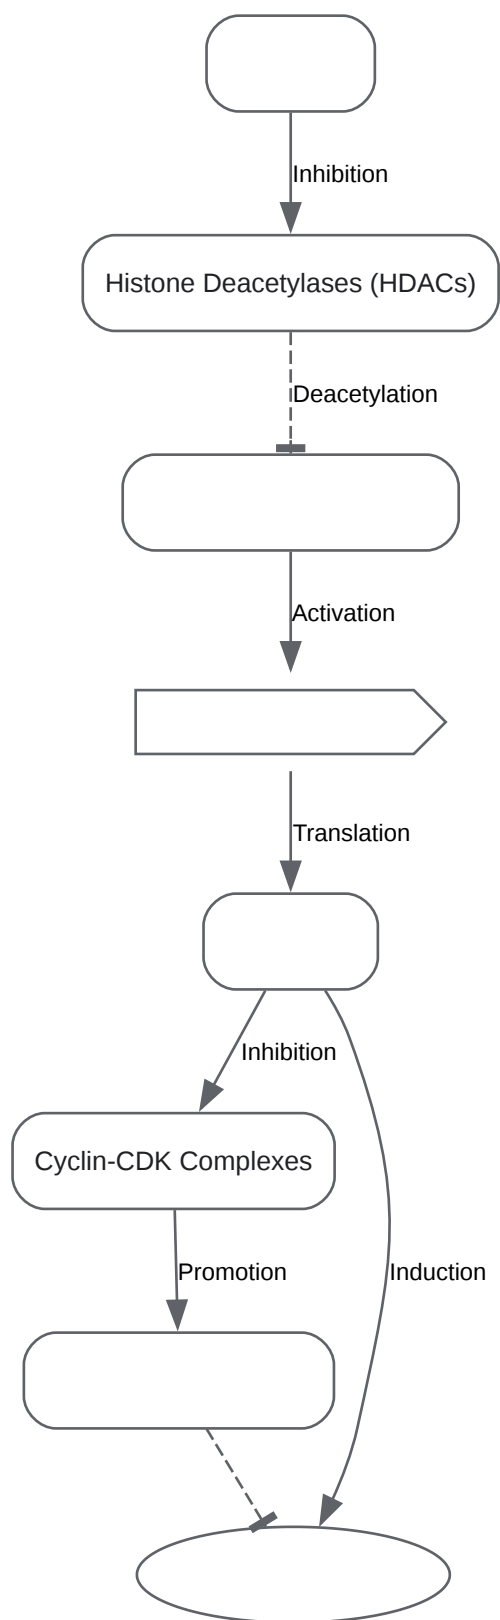 Inhibition
Histone Deacetylases (HDACs)
Deacetylation
Activation
Translation
Inhibition
Cyclin-CDK Complexes
Promotion
Induction